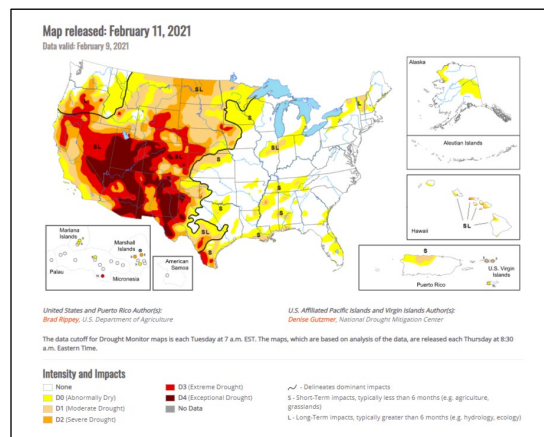 Map released: February 11, 2021
Data valid: February 9, 2021
Alaska
Aleutian Islands
SL
L
S
SL
SL
S
SL
S
S
S
S
SL
S
S
Hawaii
SL
Mariana
Islands
Marshall
Islands
Palau
Micronesia
American
Samoa
S
U.S. Virgin
Islands
Puerto Rico
United States and Puerto Rico Author(s):
Brad Rippey, U.S. Department of Agriculture
U.S. Affiliated Pacific Islands and Virgin Islands Author(s):
Denise Gutzmer, National Drought Mitigation Center
The data cutoff for Drought Monitor maps is each Tuesday at 7 a.m. EST. The maps, which are based on analysis of the data, are released each Thursday at 8:30
a.m. Eastern Time.
Intensity and Impacts
None
D0 (Abnormally Dry)
D1 (Moderate Drought)
D2 (Severe Drought)
D3 (Extreme Drought)
D4 (Exceptional Drought)
No Data
- Delineates dominant impacts
S - Short-Term impacts, typically less than 6 months (e.g. agriculture,
grasslands)
L - Long-Term impacts, typically greater than 6 months (e.g. hydrology, ecology)